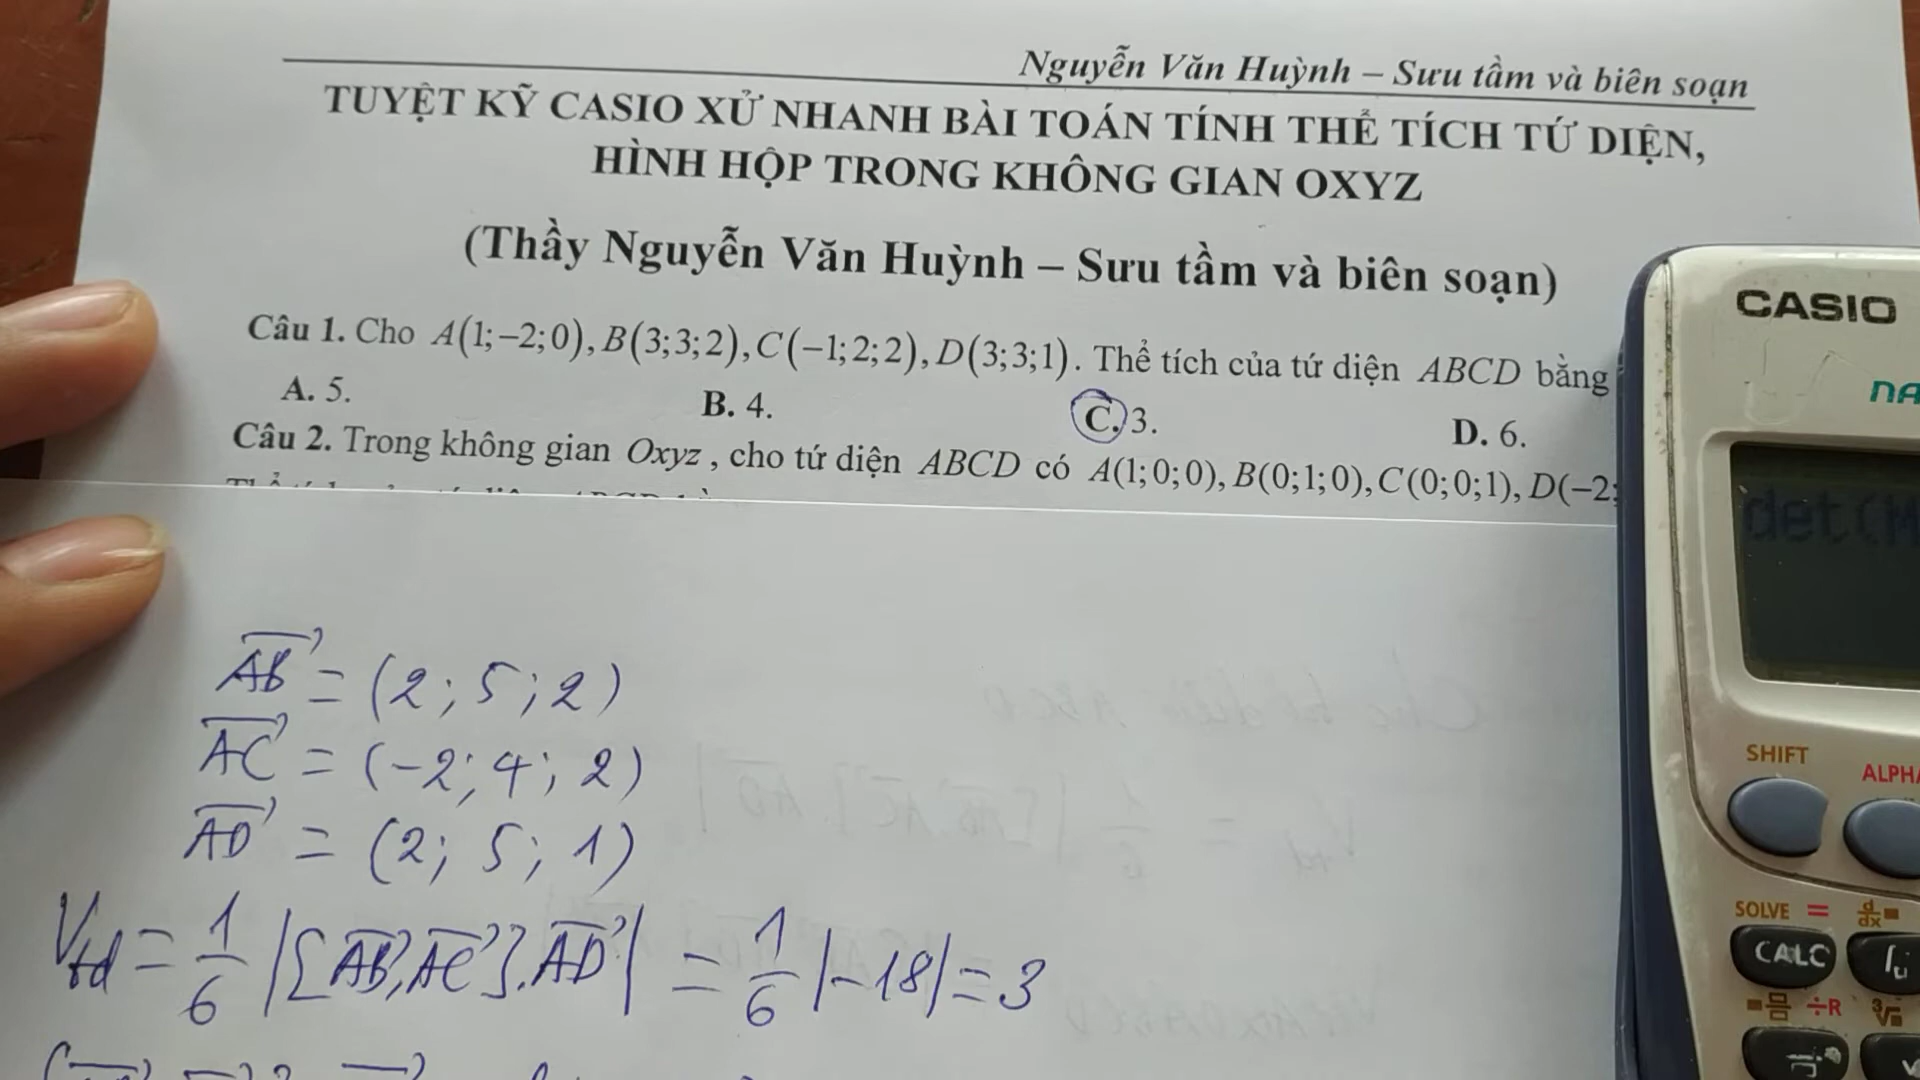 Nguyễn Văn Huỳnh – Sưu tầm và biên soạn
TUYỆT KỸ CASIO XỬ NHANH BÀI TOÁN TÍNH THỂ TÍCH TỨ DIỆN,
HÌNH HỘP TRONG KHÔNG GIAN OXYZ
(Thầy Nguyễn Văn Huỳnh – Sưu tầm và biên soạn)
Câu 1. Cho A(1;–2;0), B(3;3;2), C(–1;2;2), D(3;3;1). Thể tích của tứ diện ABCD bằng
A. 5. B. 4. C. 3. D. 6.
Câu 2. Trong không gian Oxyz , cho tứ diện ABCD có A(1;0;0), B(0;1;0), C(0;0;1), D(–2;
AB = (2; 5; 2)
AC = (-2; 4; 2)
AD = (2; 5; 1)
Vtđ = 1/6 |[AB, AC].AD| = 1/6 |-18| = 3
CASIO
det(M
SHIFT ALPHA
SOLVE = d/dx
CALC
÷R